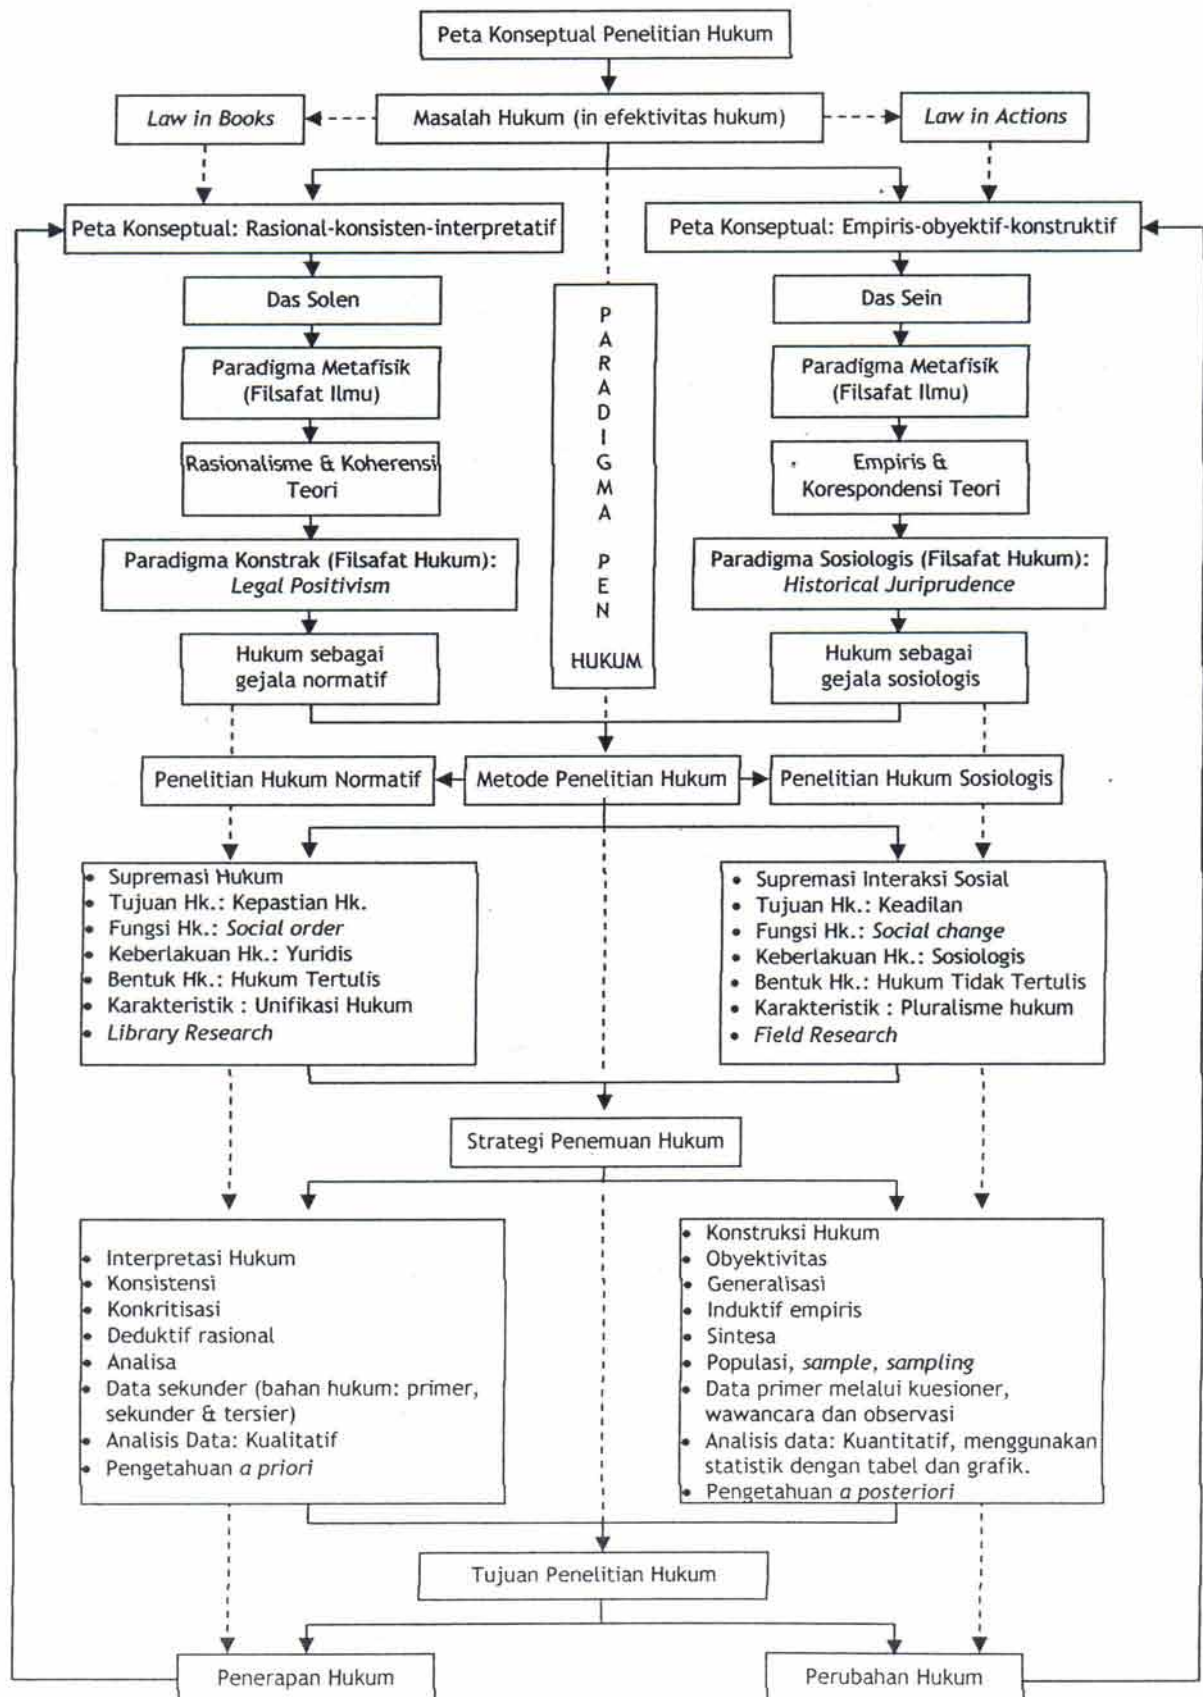 Peta Konseptual Penelitian Hukum
Law in Books
Masalah Hukum (in efektivitas hukum)
Law in Actions
Peta Konseptual: Rasional-konsisten-interpretatif
Peta Konseptual: Empiris-obyektif-konstruktif
Das Solen
Das Sein
Paradigma Metafisik
(Filsafat Ilmu)
Paradigma Metafisik
(Filsafat Ilmu)
Rasionalisme & Koherensi
Teori
Empiris &
Korespondensi Teori
Paradigma Konstrak (Filsafat Hukum):
Legal Positivism
Paradigma Sosiologis (Filsafat Hukum):
Historical Juriprudence
Hukum sebagai
gejala normatif
Hukum sebagai
gejala sosiologis
P
A
R
A
D
I
G
M
A
P
E
N
HUKUM
Penelitian Hukum Normatif
Metode Penelitian Hukum
Penelitian Hukum Sosiologis
• Supremasi Hukum
• Tujuan Hk.: Kepastian Hk.
• Fungsi Hk.: Social order
• Keberlakuan Hk.: Yuridis
• Bentuk Hk.: Hukum Tertulis
• Karakteristik : Unifikasi Hukum
• Library Research
• Supremasi Interaksi Sosial
• Tujuan Hk.: Keadilan
• Fungsi Hk.: Social change
• Keberlakuan Hk.: Sosiologis
• Bentuk Hk.: Hukum Tidak Tertulis
• Karakteristik : Pluralisme hukum
• Field Research
Strategi Penemuan Hukum
• Interpretasi Hukum
• Konsistensi
• Konkritisasi
• Deduktif rasional
• Analisa
• Data sekunder (bahan hukum: primer,
sekunder & tersier)
• Analisis Data: Kualitatif
• Pengetahuan a priori
• Konstruksi Hukum
• Obyektivitas
• Generalisasi
• Induktif empiris
• Sintesa
• Populasi, sample, sampling
• Data primer melalui kuesioner,
wawancara dan observasi
• Analisis data: Kuantitatif, menggunakan
statistik dengan tabel dan grafik.
• Pengetahuan a posteriori
Tujuan Penelitian Hukum
Penerapan Hukum
Perubahan Hukum